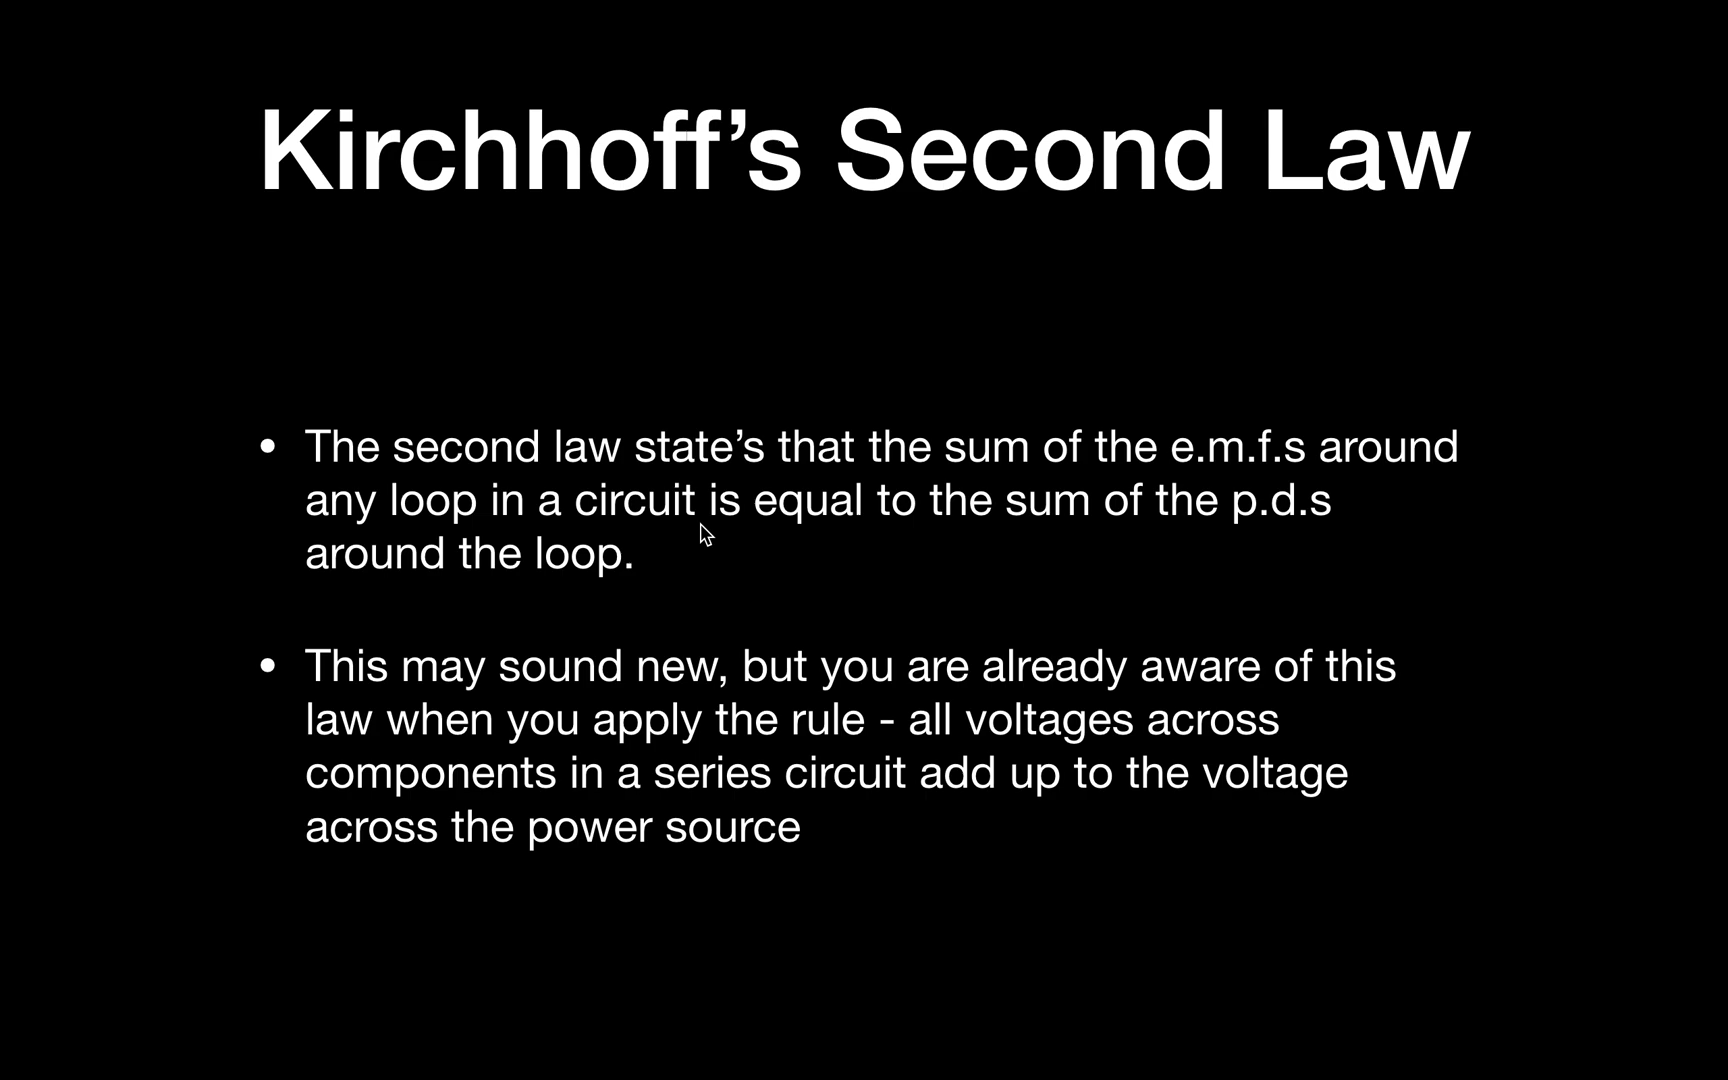 Kirchhoff’s Second Law
• The second law state’s that the sum of the e.m.f.s around
any loop in a circuit is equal to the sum of the p.d.s
around the loop.
• This may sound new, but you are already aware of this
law when you apply the rule - all voltages across
components in a series circuit add up to the voltage
across the power source